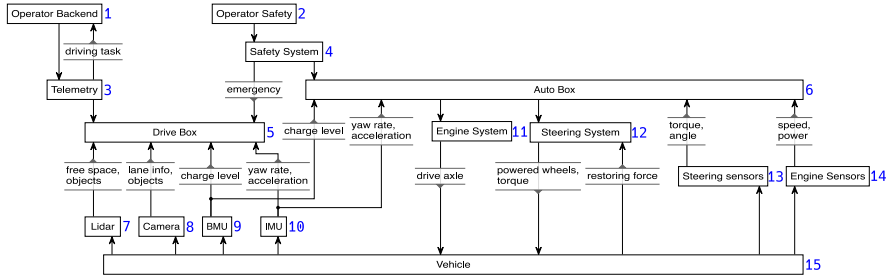 Operator Backend 1
Operator Safety 2
driving task
Safety System 4
Telemetry 3
emergency
Auto Box 6
Drive Box 5
charge level
yaw rate,
acceleration
Engine System 11
Steering System 12
torque,
angle
speed,
power
free space,
objects
lane info,
objects
charge level
yaw rate,
acceleration
drive axle
powered wheels,
torque
restoring force
Steering sensors 13
Engine Sensors 14
Lidar 7
Camera 8
BMU 9
IMU 10
Vehicle 15